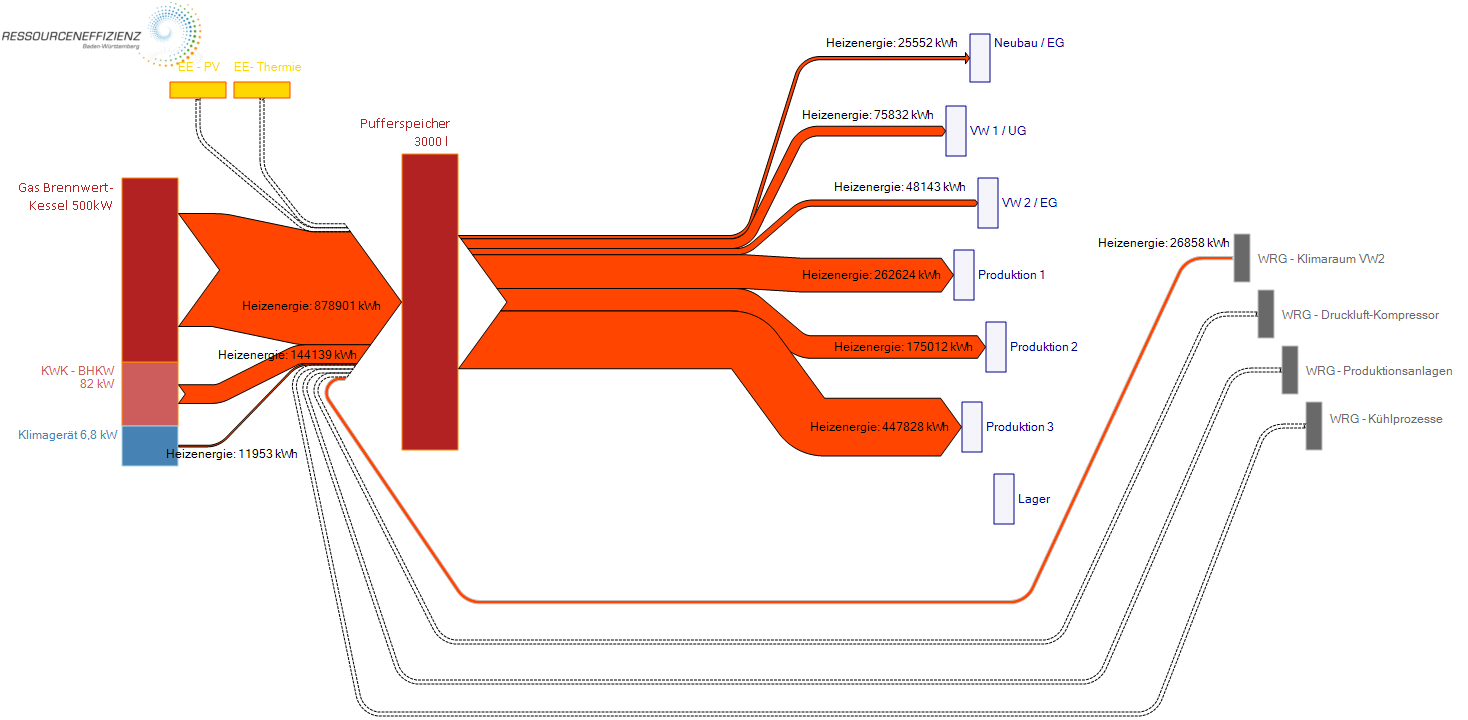 RESSOURCENEFFIZIENZ
Baden-Württemberg
EE - PV
EE- Thermie
Pufferspeicher
3000 l
Gas Brennwert-
Kessel 500kW
KWK - BHKW
82 kW
Klimagerät 6,8 kW
Heizenergie: 878901 kWh
Heizenergie: 144139 kWh
Heizenergie: 11953 kWh
Heizenergie: 25552 kWh
Neubau / EG
Heizenergie: 75832 kWh
VW 1 / UG
Heizenergie: 48143 kWh
VW 2 / EG
Heizenergie: 262624 kWh
Produktion 1
Heizenergie: 175012 kWh
Produktion 2
Heizenergie: 447828 kWh
Produktion 3
Lager
Heizenergie: 26858 kWh
WRG - Klimaraum VW2
WRG - Druckluft-Kompressor
WRG - Produktionsanlagen
WRG - Kühlprozesse